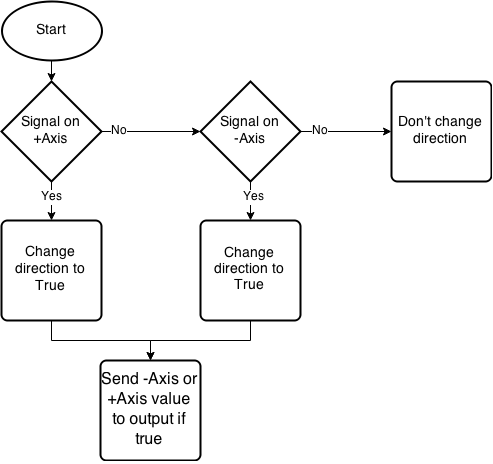 Start
Signal on
+Axis
No
Signal on
-Axis
No
Don't change
direction
Yes
Yes
Change
direction to
True
Change
direction to
True
Send -Axis or
+Axis value
to output if
true